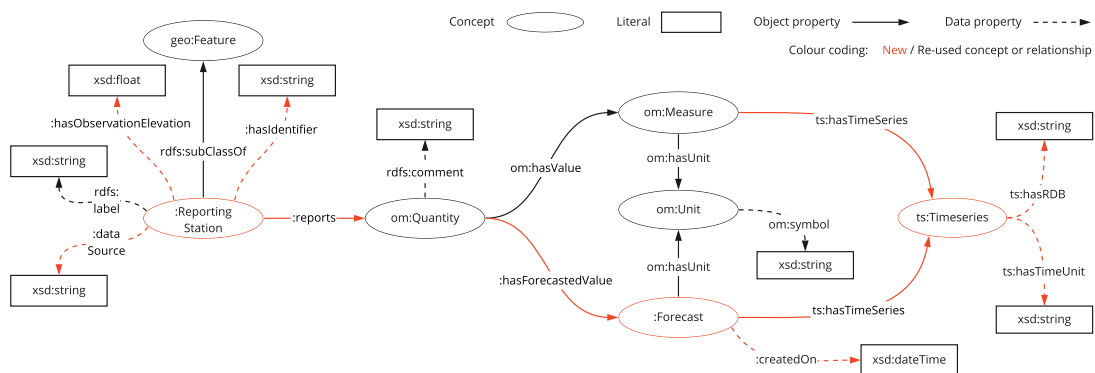 Concept
Literal
Object property
Data property
Colour coding: New / Re-used concept or relationship
geo:Feature
xsd:float
xsd:string
:hasObservationElevation
:hasIdentifier
rdfs:subClassOf
xsd:string
rdfs:
label
:Reporting
Station
:data
Source
xsd:string
:reports
xsd:string
rdfs:comment
om:Quantity
om:hasValue
:hasForecastedValue
om:Measure
om:hasUnit
om:Unit
om:symbol
xsd:string
om:hasUnit
:Forecast
:createdOn
xsd:dateTime
ts:hasTimeSeries
ts:hasTimeSeries
ts:Timeseries
xsd:string
ts:hasRDB
ts:hasTimeUnit
xsd:string